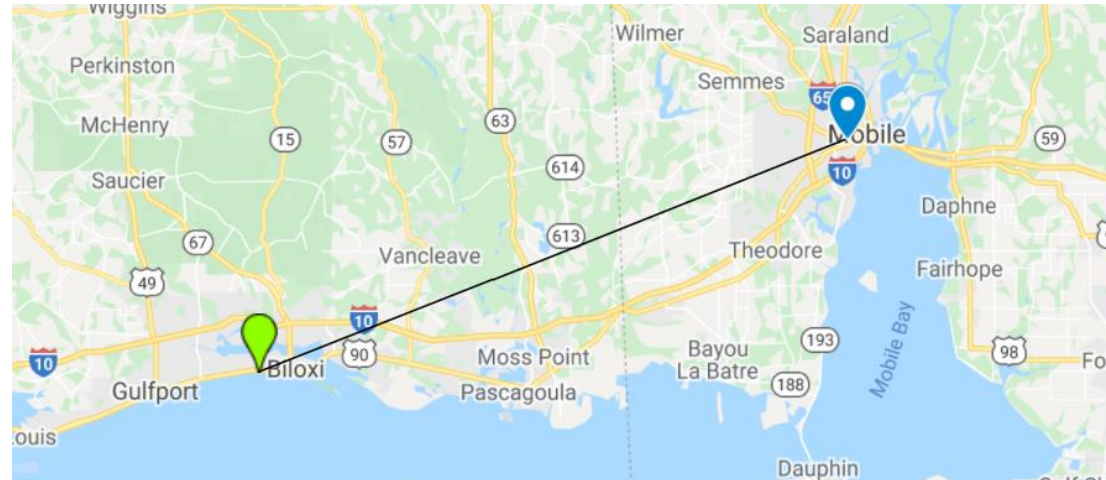 Wiggins
Wilmer
Saraland
Perkinston
Semmes
65
McHenry
63
Mobile
15
57
59
614
10
Saucier
Daphne
67
613
Vancleave
Theodore
Fairhope
49
10
Mobile Bay
193
10
90
98
Biloxi
Moss Point
Bayou
La Batre
Fo
Gulfport
Pascagoula
188
ouis
Dauphin